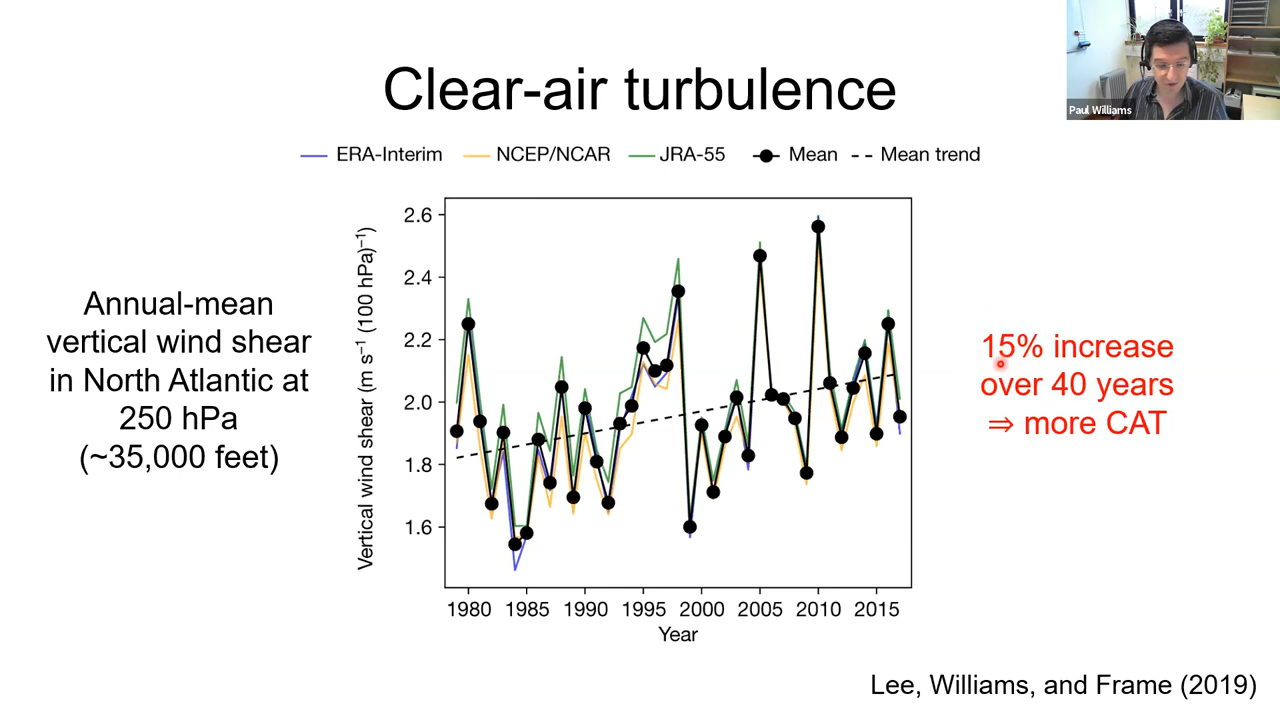 Clear-air turbulence
Paul Williams
ERA-Interim NCEP/NCAR JRA-55 Mean Mean trend
Annual-mean
vertical wind shear
in North Atlantic at
250 hPa
(~35,000 feet)
Vertical wind shear (m s⁻¹ (100 hPa)⁻¹)
2.6
2.4
2.2
2.0
1.8
1.6
1980 1985 1990 1995 2000 2005 2010 2015
Year
15% increase
over 40 years
⇒ more CAT
Lee, Williams, and Frame (2019)